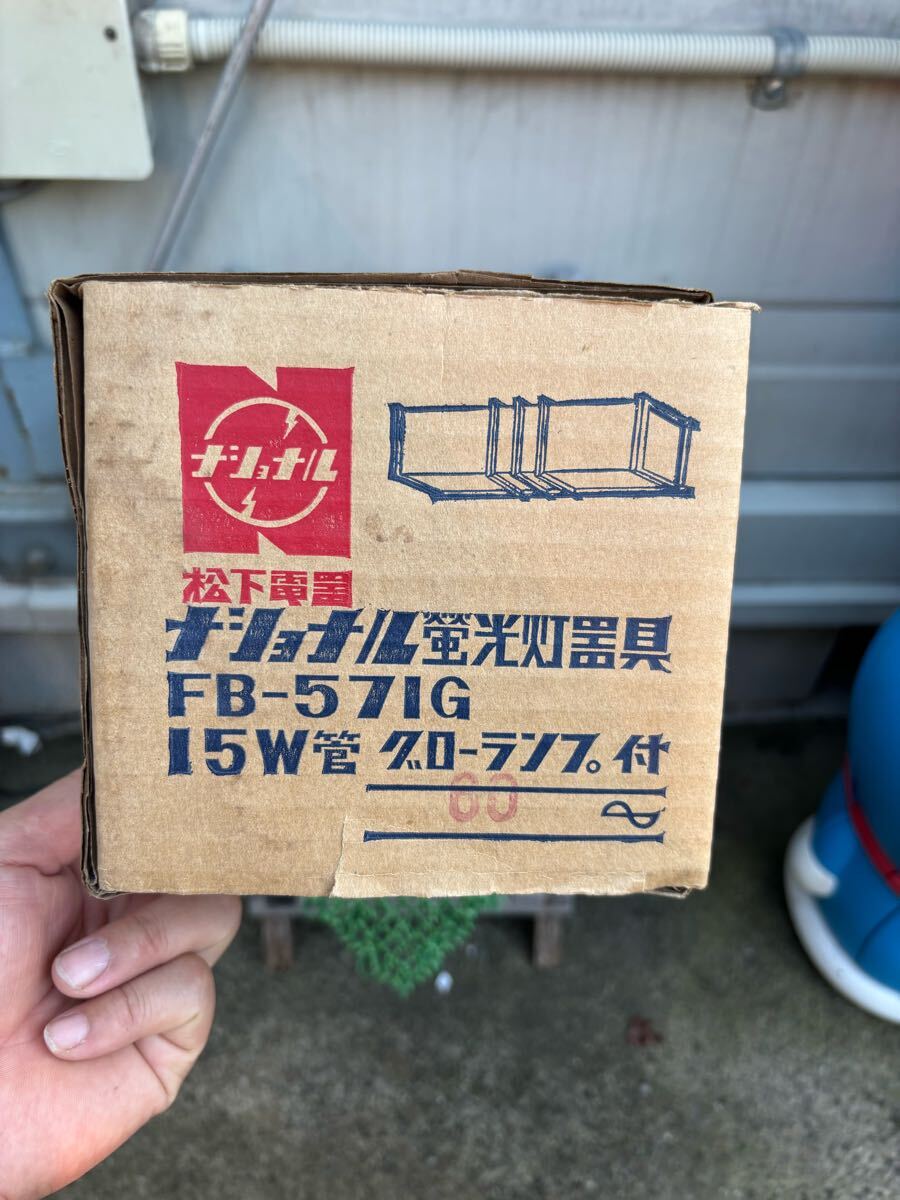 ナショナル
松下電器
ナショナル螢光灯器具
FB-571G
15W管 グローランプ付
60